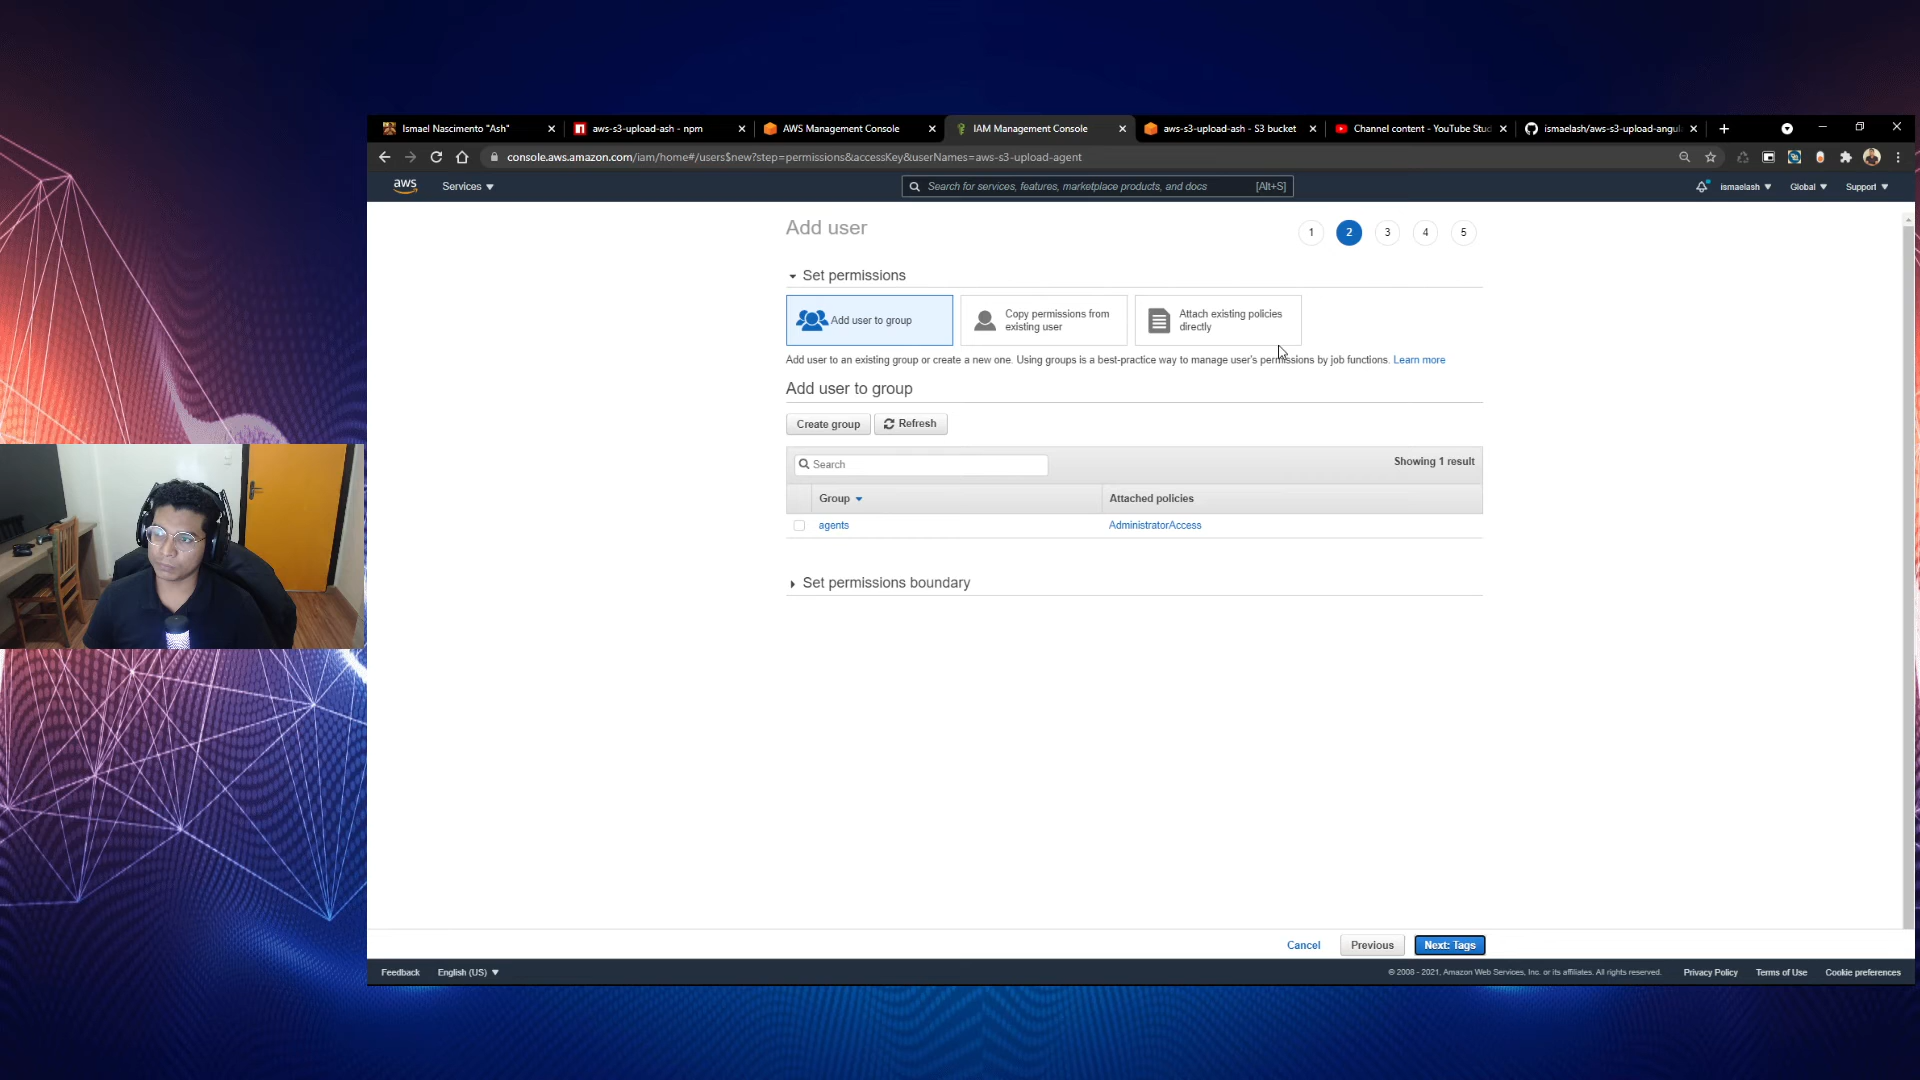 Ismael Nascimento "Ash"
aws-s3-upload-ash - npm
AWS Management Console
IAM Management Console
aws-s3-upload-ash - S3 bucket
Channel content - YouTube Stud
ismaelash/aws-s3-upload-angul
console.aws.amazon.com/iam/home#/users$new?step=permissions&accessKey&userNames=aws-s3-upload-agent
aws
Services
Search for services, features, marketplace products, and docs
[Alt+S]
ismaelash
Global
Support
Add user
1
2
3
4
5
Set permissions
Add user to group
Copy permissions from
existing user
Attach existing policies
directly
Add user to an existing group or create a new one. Using groups is a best-practice way to manage user's permissions by job functions. Learn more
Add user to group
Create group
Refresh
Search
Showing 1 result
Group
Attached policies
agents
AdministratorAccess
Set permissions boundary
Cancel
Previous
Next: Tags
Feedback
English (US)
© 2008 - 2021, Amazon Web Services, Inc. or its affiliates. All rights reserved.
Privacy Policy
Terms of Use
Cookie preferences